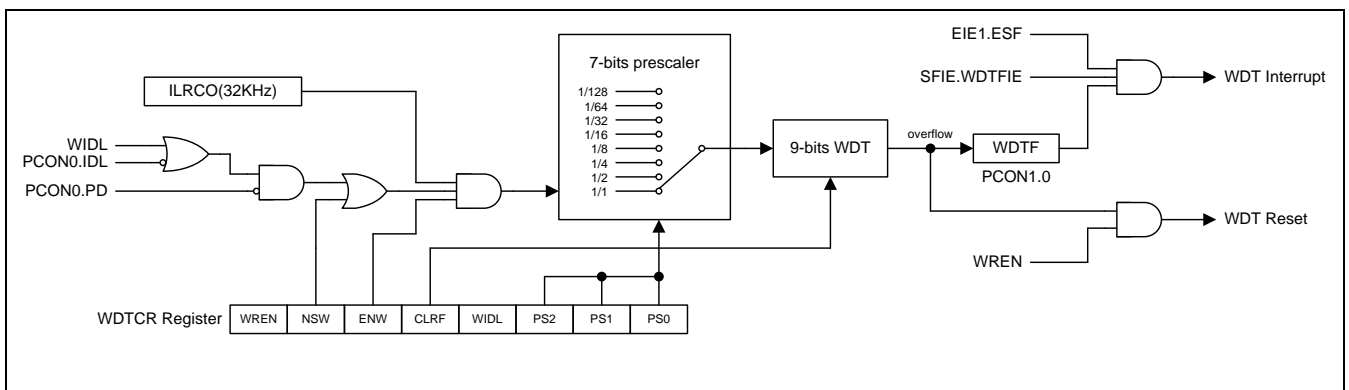 EIE1.ESF
7-bits prescaler
SFIE.WDTFIE
WDT Interrupt
ILRCO(32KHz)
1/128
1/64
1/32
1/16
1/8
1/4
1/2
1/1
WIDL
PCON0.IDL
PCON0.PD
9-bits WDT
overflow
WDTF
PCON1.0
WDT Reset
WREN
WDTCR Register WREN NSW ENW CLRF WIDL PS2 PS1 PS0